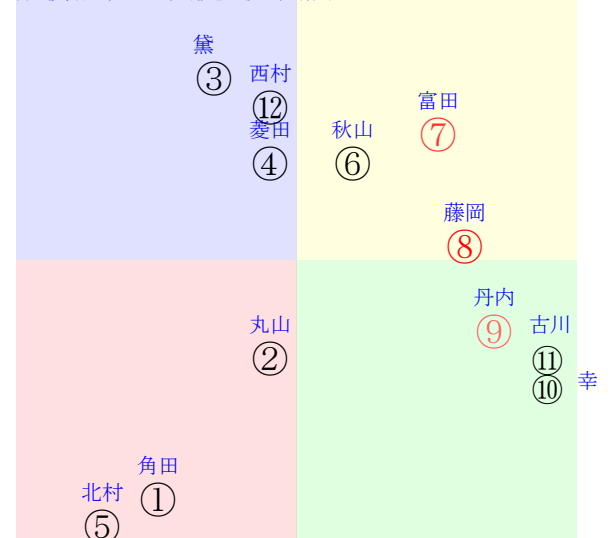 黛
③
西村
⑫
菱田
④
秋山
⑥
富田
⑦
藤岡
⑧
丹内
⑨
古川
⑪
⑩
幸
丸山
②
角田
①
北村
⑤